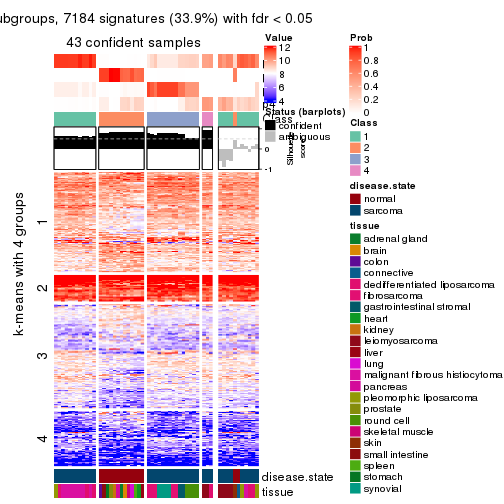 ubgroups, 7184 signatures (33.9%) with fdr < 0.05
43 confident samples
Class
1
0
-1
Silhouette
score
k-means with 4 groups
1
2
3
4
disease.state
tissue
Value
12
10
8
6
4
Status (barplots)
confident
ambiguous
Prob
1
0.8
0.6
0.4
0.2
0
Class
1
2
3
4
disease.state
normal
sarcoma
tissue
adrenal gland
brain
colon
connective
dedifferentiated liposarcoma
fibrosarcoma
gastrointestinal stromal
heart
kidney
leiomyosarcoma
liver
lung
malignant fibrous histiocytoma
pancreas
pleomorphic liposarcoma
prostate
round cell
skeletal muscle
skin
small intestine
spleen
stomach
synovial